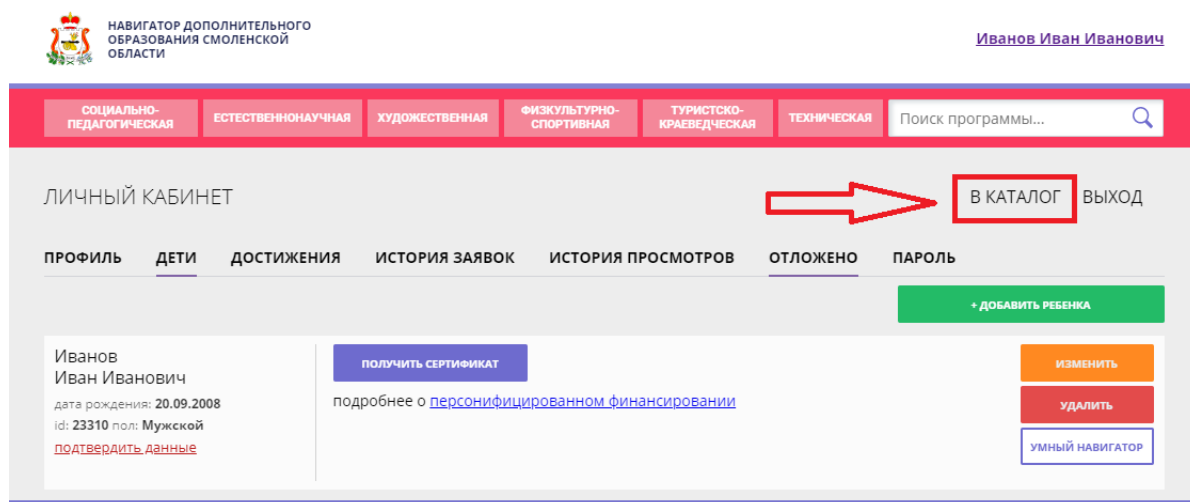 НАВИГАТОР ДОПОЛНИТЕЛЬНОГО
ОБРАЗОВАНИЯ СМОЛЕНСКОЙ
ОБЛАСТИ
Иванов Иван Иванович
СОЦИАЛЬНО-
ПЕДАГОГИЧЕСКАЯ
ЕСТЕСТВЕННОНАУЧНАЯ
ХУДОЖЕСТВЕННАЯ
ФИЗКУЛЬТУРНО-
СПОРТИВНАЯ
ТУРИСТСКО-
КРАЕВЕДЧЕСКАЯ
ТЕХНИЧЕСКАЯ
Поиск программы...
ЛИЧНЫЙ КАБИНЕТ
В КАТАЛОГ
ВЫХОД
ПРОФИЛЬ ДЕТИ ДОСТИЖЕНИЯ ИСТОРИЯ ЗАЯВОК ИСТОРИЯ ПРОСМОТРОВ ОТЛОЖЕНО ПАРОЛЬ
+ ДОБАВИТЬ РЕБЕНКА
Иванов
Иван Иванович
дата рождения: 20.09.2008
id: 23310 пол: Мужской
подтвердить данные
ПОЛУЧИТЬ СЕРТИФИКАТ
подробнее о персонифицированном финансировании
ИЗМЕНИТЬ
УДАЛИТЬ
УМНЫЙ НАВИГАТОР